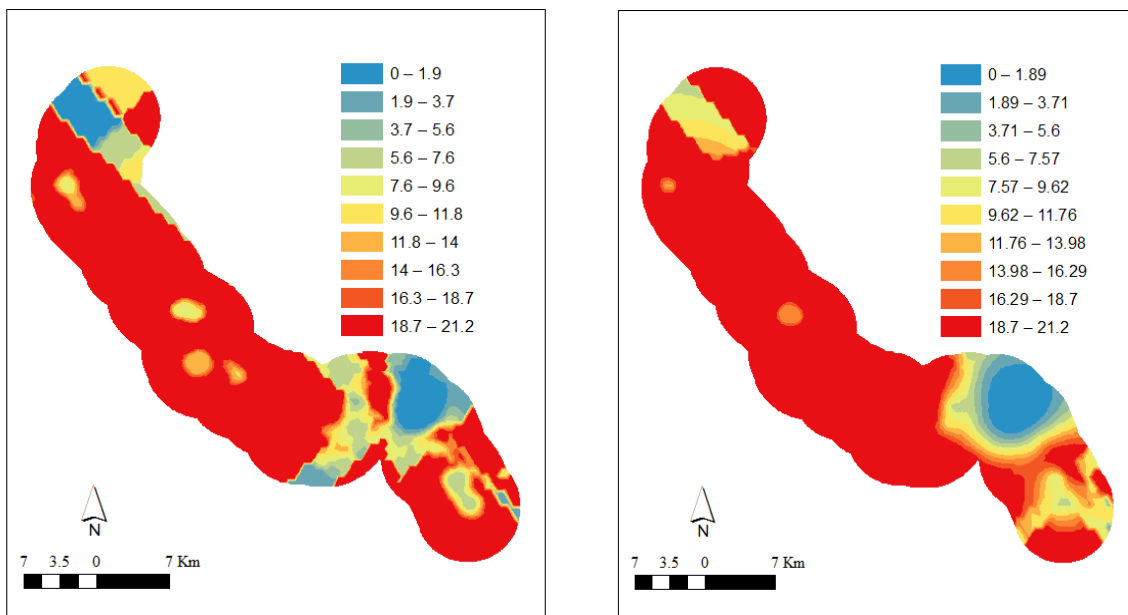 0 – 1.9
1.9 – 3.7
3.7 – 5.6
5.6 – 7.6
7.6 – 9.6
9.6 – 11.8
11.8 – 14
14 – 16.3
16.3 – 18.7
18.7 – 21.2
N
7 3.5 0 7 Km
0 – 1.89
1.89 – 3.71
3.71 – 5.6
5.6 – 7.57
7.57 – 9.62
9.62 – 11.76
11.76 – 13.98
13.98 – 16.29
16.29 – 18.7
18.7 – 21.2
N
7 3.5 0 7 Km